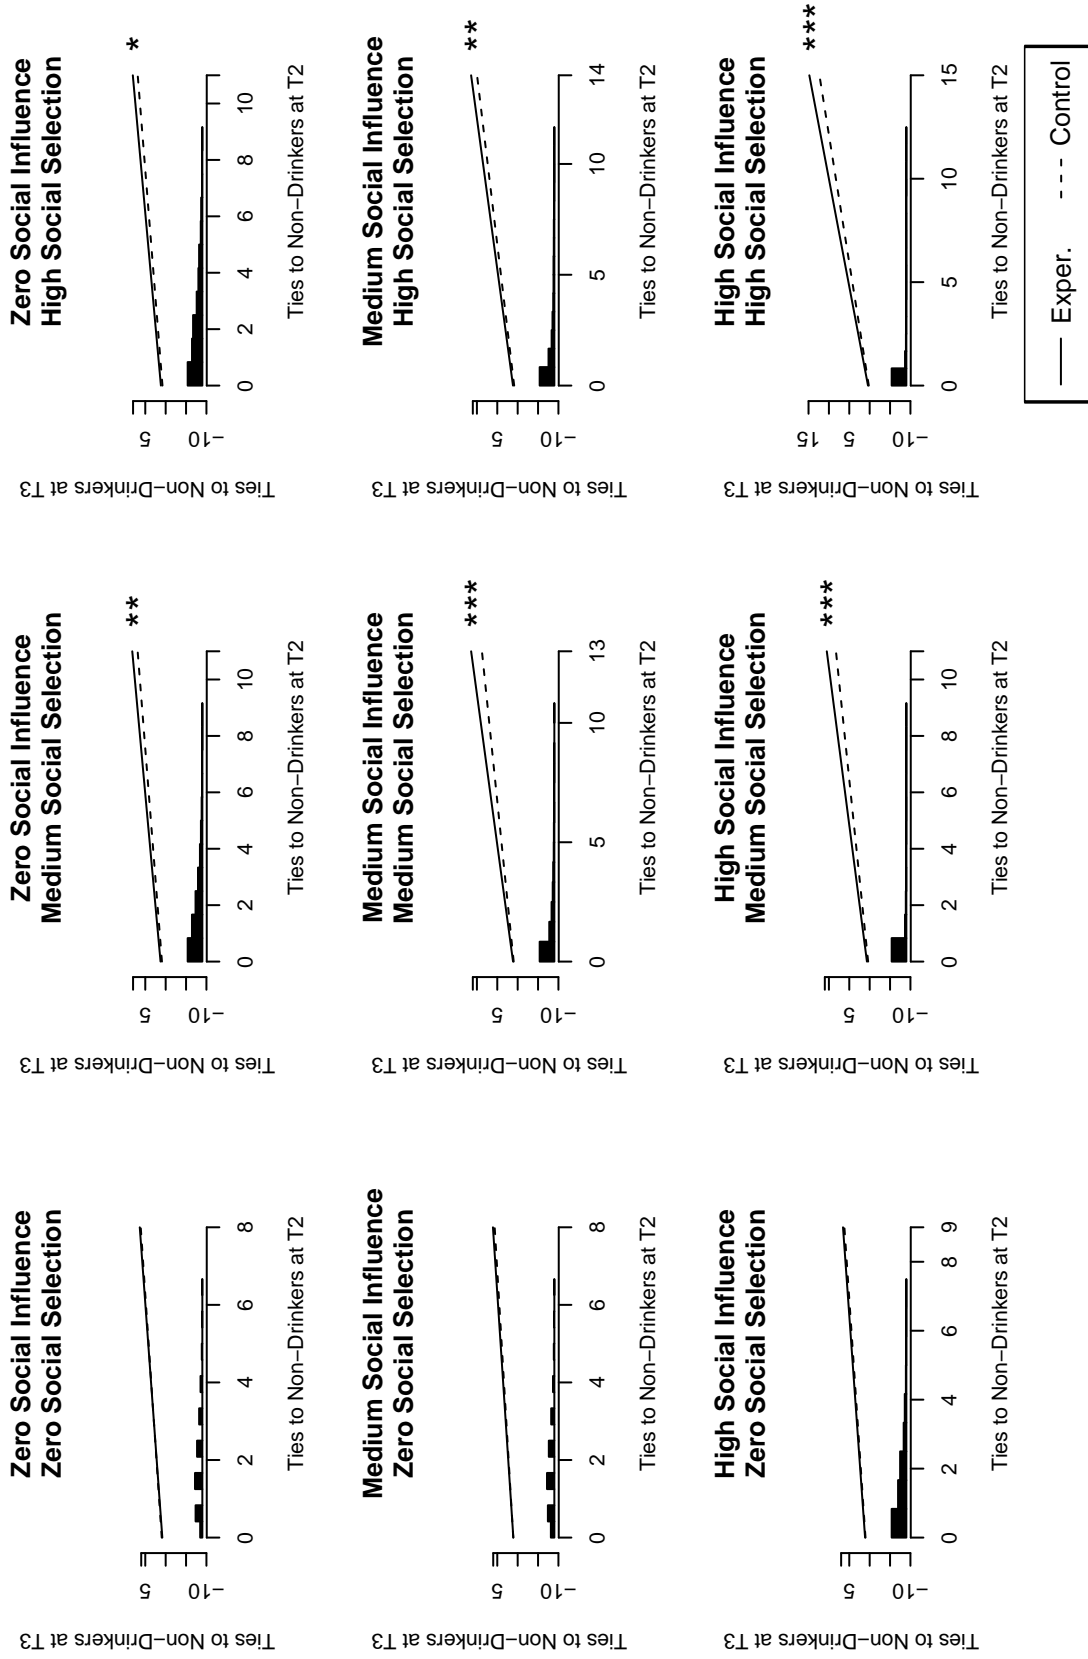 Zero Social Influence
Zero Social Selection
Ties to Non−Drinkers at T3
5
−10
0 2 4 6 8
Ties to Non−Drinkers at T2
Zero Social Influence
Medium Social Selection
**
Ties to Non−Drinkers at T3
5
−10
0 2 4 6 8 10
Ties to Non−Drinkers at T2
Zero Social Influence
High Social Selection
*
Ties to Non−Drinkers at T3
5
−10
0 2 4 6 8 10
Ties to Non−Drinkers at T2
Medium Social Influence
Zero Social Selection
Ties to Non−Drinkers at T3
5
−10
0 2 4 6 8
Ties to Non−Drinkers at T2
Medium Social Influence
Medium Social Selection
***
Ties to Non−Drinkers at T3
5
−10
0 5 10 13
Ties to Non−Drinkers at T2
Medium Social Influence
High Social Selection
**
Ties to Non−Drinkers at T3
5
−10
0 5 10 14
Ties to Non−Drinkers at T2
High Social Influence
Zero Social Selection
Ties to Non−Drinkers at T3
5
−10
0 2 4 6 8 9
Ties to Non−Drinkers at T2
High Social Influence
Medium Social Selection
***
Ties to Non−Drinkers at T3
5
−10
0 2 4 6 8 10
Ties to Non−Drinkers at T2
High Social Influence
High Social Selection
***
Ties to Non−Drinkers at T3
15
5
−10
0 5 10 15
Ties to Non−Drinkers at T2
Exper. Control